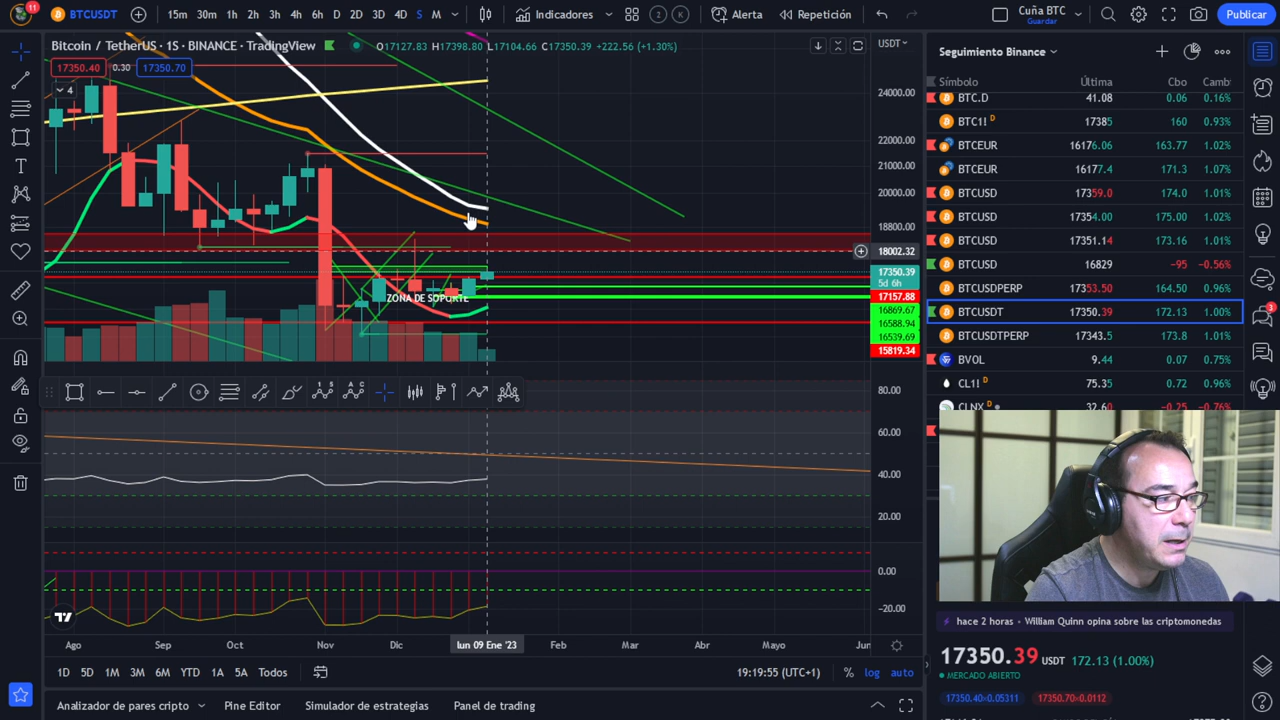 11
BTCUSDT
15m 30m 1h 2h 3h 4h 6h D 2D 3D 4D S M
Indicadores
2 K
Alerta
Repetición
Cuña BTC
Guardar
Publicar
Bitcoin / TetherUS · 1S · BINANCE · TradingView
O17127.83 H17398.80 L17104.66 C17350.39 +222.56 (+1.30%)
USDT
17350.40
0.30
17350.70
4
24000.00
22000.00
21000.00
20000.00
18800.00
18002.32
17350.39
5d 6h
17157.88
16869.67
16588.94
16539.69
15819.34
ZONA DE SOPORTE
80.00
60.00
40.00
20.00
0.00
−20.00
Ago Sep Oct Nov Dic lun 09 Ene '23 Feb Mar Abr Mayo Jun
1D 5D 1M 3M 6M YTD 1A 5A Todos
19:19:55 (UTC+1)
% log auto
Analizador de pares cripto Pine Editor Simulador de estrategias Panel de trading
Seguimiento Binance
Símbolo Última Cbo Camb
BTC.D 41.08 0.06 0.16%
BTC1! D 17385 160 0.93%
BTCEUR 16176.06 163.77 1.02%
BTCEUR 16177.4 171.3 1.07%
BTCUSD 17359.0 174.0 1.01%
BTCUSD 17354.00 175.00 1.02%
BTCUSD 17351.14 173.16 1.01%
BTCUSD 16829 −95 −0.56%
BTCUSDPERP 17353.50 164.50 0.96%
BTCUSDT 17350.39 172.13 1.00%
BTCUSDTPERP 17343.5 173.8 1.01%
BVOL 9.44 0.07 0.75%
CL1! D 75.35 0.72 0.96%
CLNX D 32.60 −0.25 −0.76%
3
hace 2 horas · William Quinn opina sobre las criptomonedas
17350.39 USDT 172.13 (1.00%)
MERCADO ABIERTO
17350.40×0.05311 17350.70×0.0112